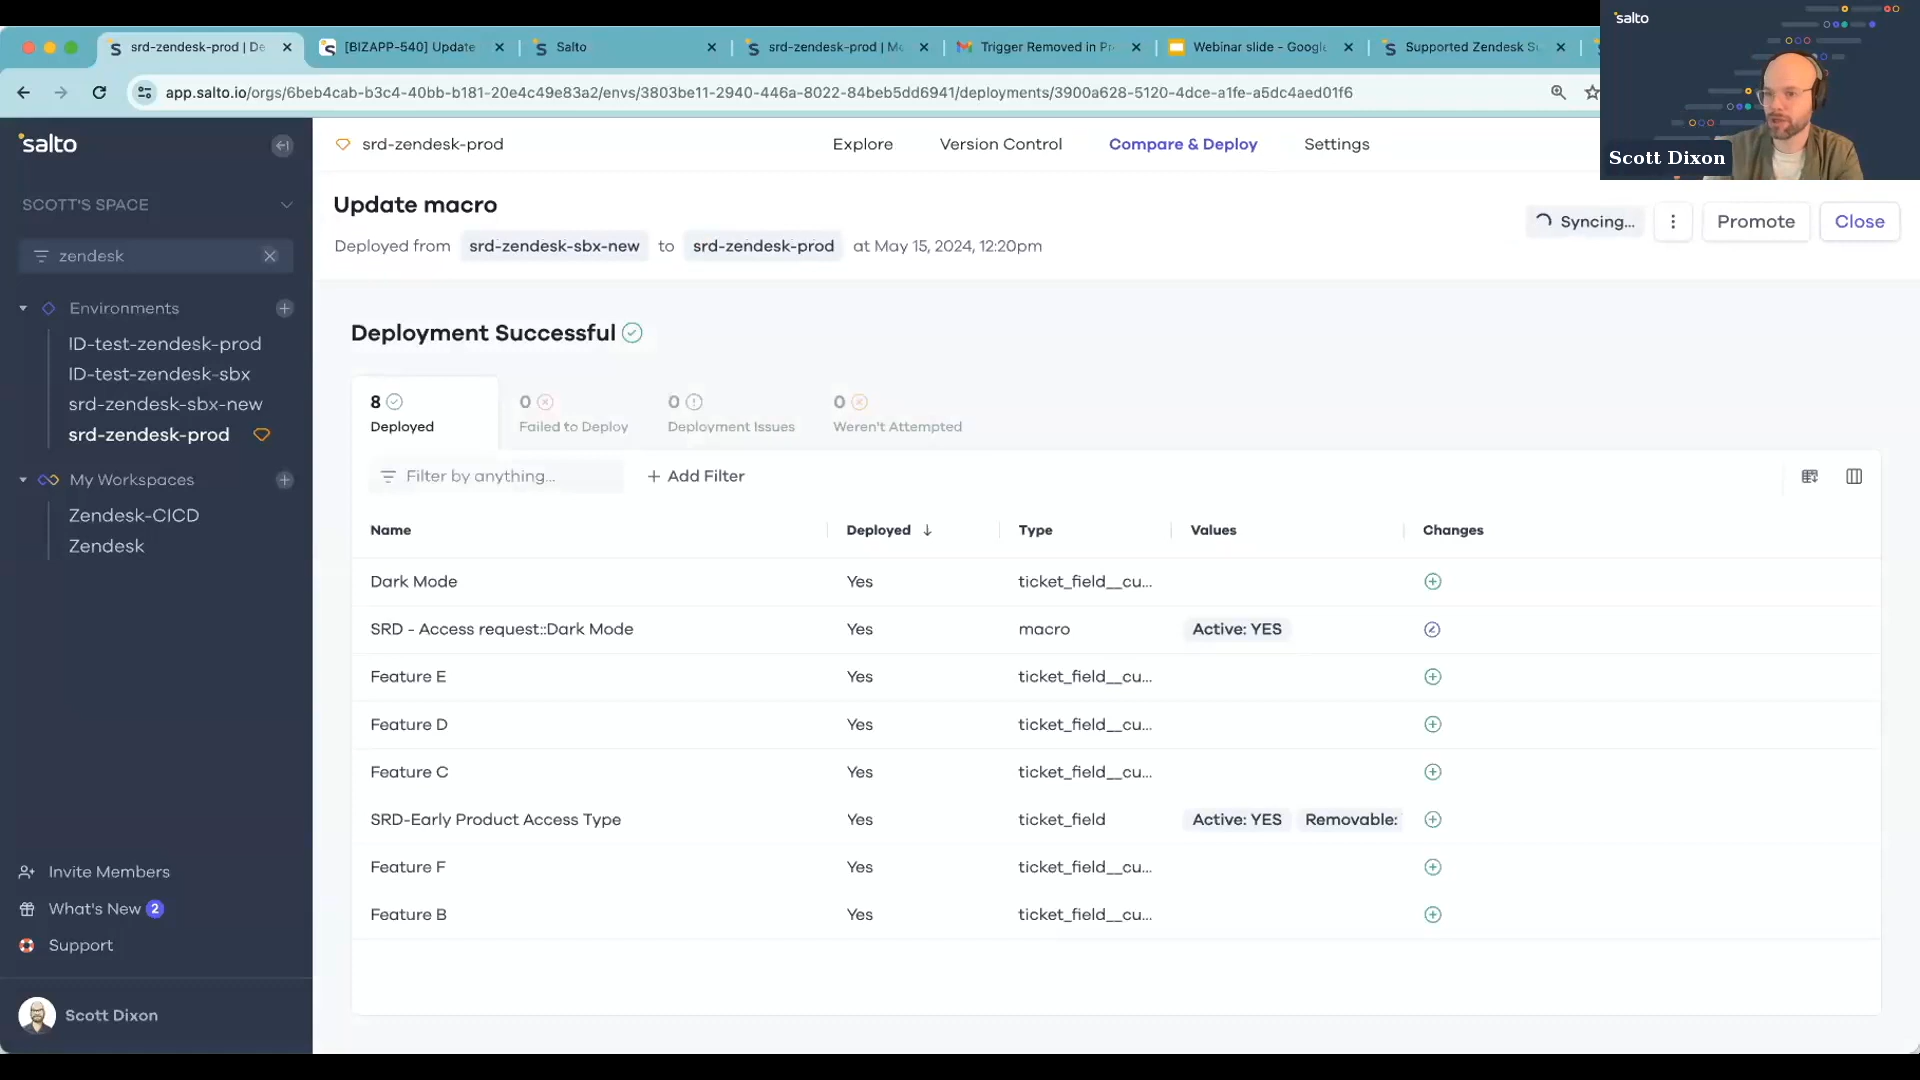 srd-zendesk-prod | De
[BIZAPP-540] Update
Salto
srd-zendesk-prod | Mo
Trigger Removed in Pr
Webinar slide - Google
Supported Zendesk Su
app.salto.io/orgs/6beb4cab-b3c4-40bb-b181-20e4c49e83a2/envs/3803be11-2940-446a-8022-84beb5dd6941/deployments/3900a628-5120-4dce-a1fe-a5dc4aed01f6
salto
Scott Dixon
salto
SCOTT'S SPACE
zendesk
Environments
ID-test-zendesk-prod
ID-test-zendesk-sbx
srd-zendesk-sbx-new
srd-zendesk-prod
My Workspaces
Zendesk-CICD
Zendesk
Invite Members
What's New 2
Support
Scott Dixon
srd-zendesk-prod
Explore
Version Control
Compare & Deploy
Settings
Update macro
Deployed from srd-zendesk-sbx-new to srd-zendesk-prod at May 15, 2024, 12:20pm
Syncing...
Promote
Close
Deployment Successful
8
Deployed
0
Failed to Deploy
0
Deployment Issues
0
Weren't Attempted
Filter by anything...
+ Add Filter
Name Deployed ↓ Type Values Changes
Dark Mode Yes ticket_field__cu...
SRD - Access request::Dark Mode Yes macro Active: YES
Feature E Yes ticket_field__cu...
Feature D Yes ticket_field__cu...
Feature C Yes ticket_field__cu...
SRD-Early Product Access Type Yes ticket_field Active: YES Removable:
Feature F Yes ticket_field__cu...
Feature B Yes ticket_field__cu...